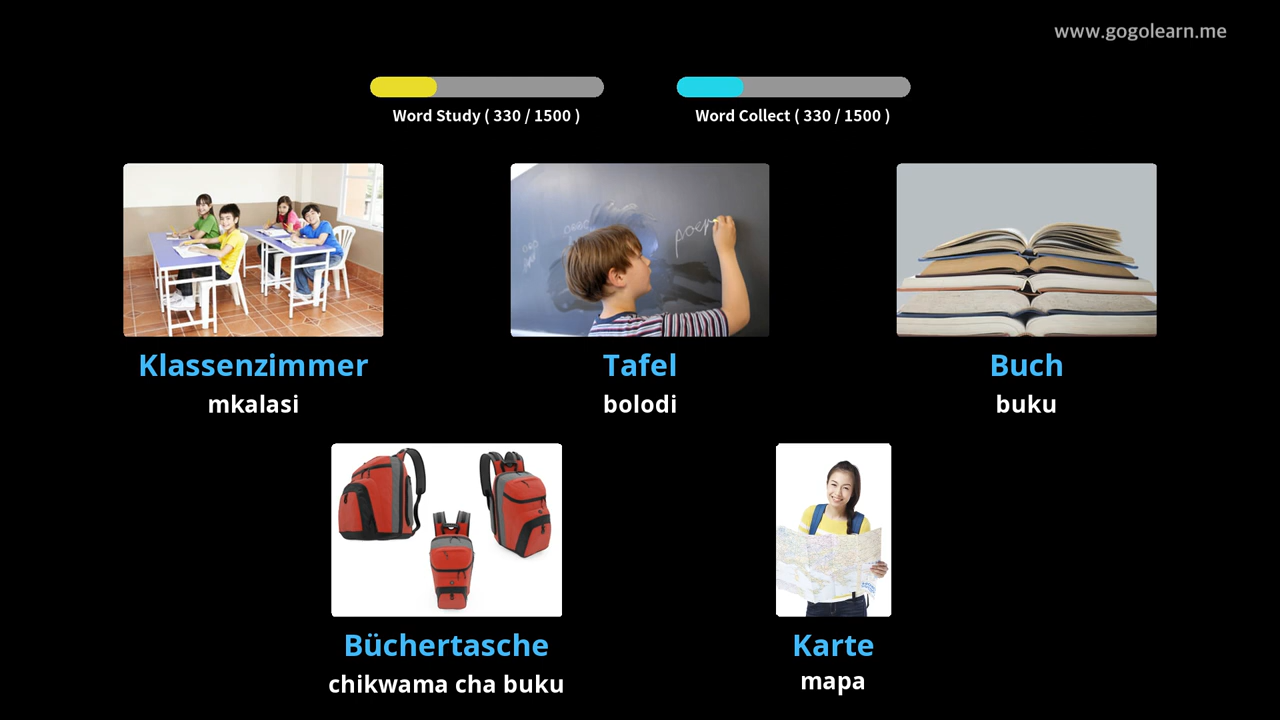 www.gogolearn.me
Word Study ( 330 / 1500 )
Word Collect ( 330 / 1500 )
Klassenzimmer
mkalasi
poer
Tafel
bolodi
Buch
buku
Büchertasche
chikwama cha buku
Karte
mapa